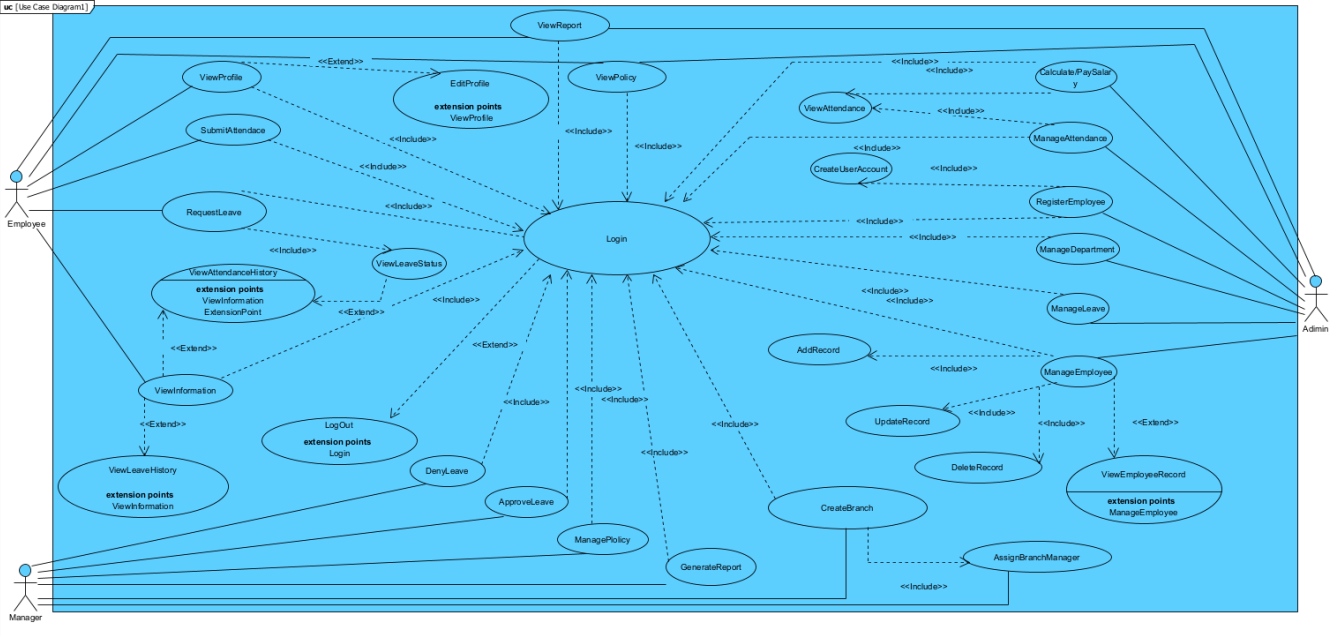 uc [Use Case Diagram1]
ViewReport
ViewProfile
<<Extend>>
EditProfile
extension points
ViewProfile
ViewPolicy
<<Include>>
<<Include>>
Calculate/PaySalar
y
ViewAttendance
<<Include>>
SubmitAttedace
<<Include>>
<<Include>>
<<Include>>
ManageAttendance
<<Include>>
<<Include>>
CreateUserAccount
Employee
RequestLeave
<<Include>>
RegisterEmployee
<<Include>>
Login
<<Include>>
ManageDepartment
<<Include>>
ViewLeaveStatus
ViewAttendanceHistory
extension points
ViewInformation
ExtensionPoint
<<Include>>
<<Extend>>
<<Include>>
<<Include>>
ManageLeave
Adimin
<<Extend>>
<<Extend>>
AddRecord
<<Include>>
ManageEmployee
ViewInformation
<<Include>>
<<Include>>
<<Include>>
<<Extend>>
LogOut
extension points
Login
<<Include>>
<<Include>>
UpdateRecord
<<Include>>
<<Include>>
<<Extend>>
<<Include>>
ViewLeaveHistory
extension points
ViewInformation
DenyLeave
DeleteRecord
ViewEmployeeRecord
extension points
ManageEmployee
ApproveLeave
CreateBranch
ManagePlolicy
GenerateReport
AssignBranchManager
<<Include>>
Manager